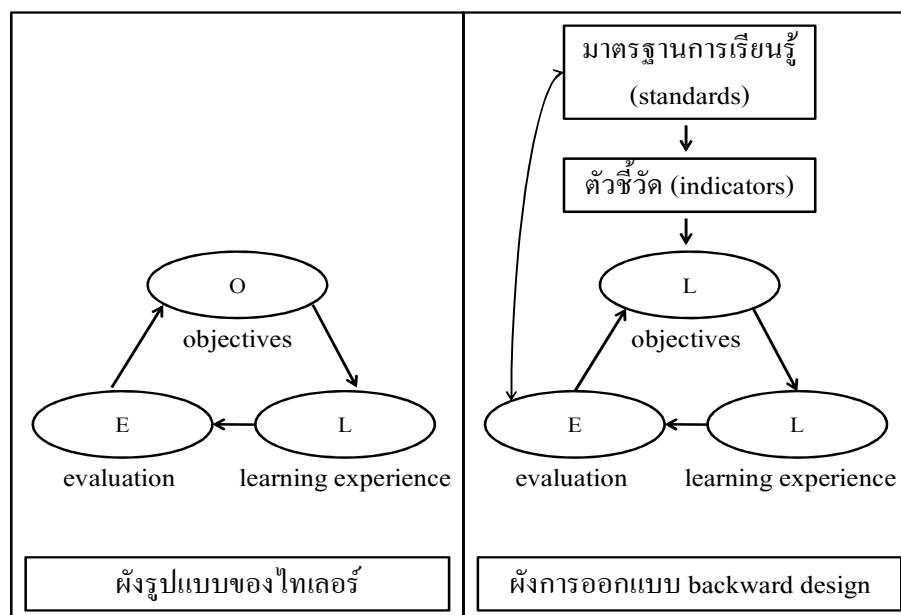 O
objectives
E
L
evaluation
learning experience
ผังรูปแบบของไทเลอร์
มาตรฐานการเรียนรู้
(standards)
ตัวชี้วัด (indicators)
L
objectives
E
L
evaluation
learning experience
ผังการออกแบบ backward design